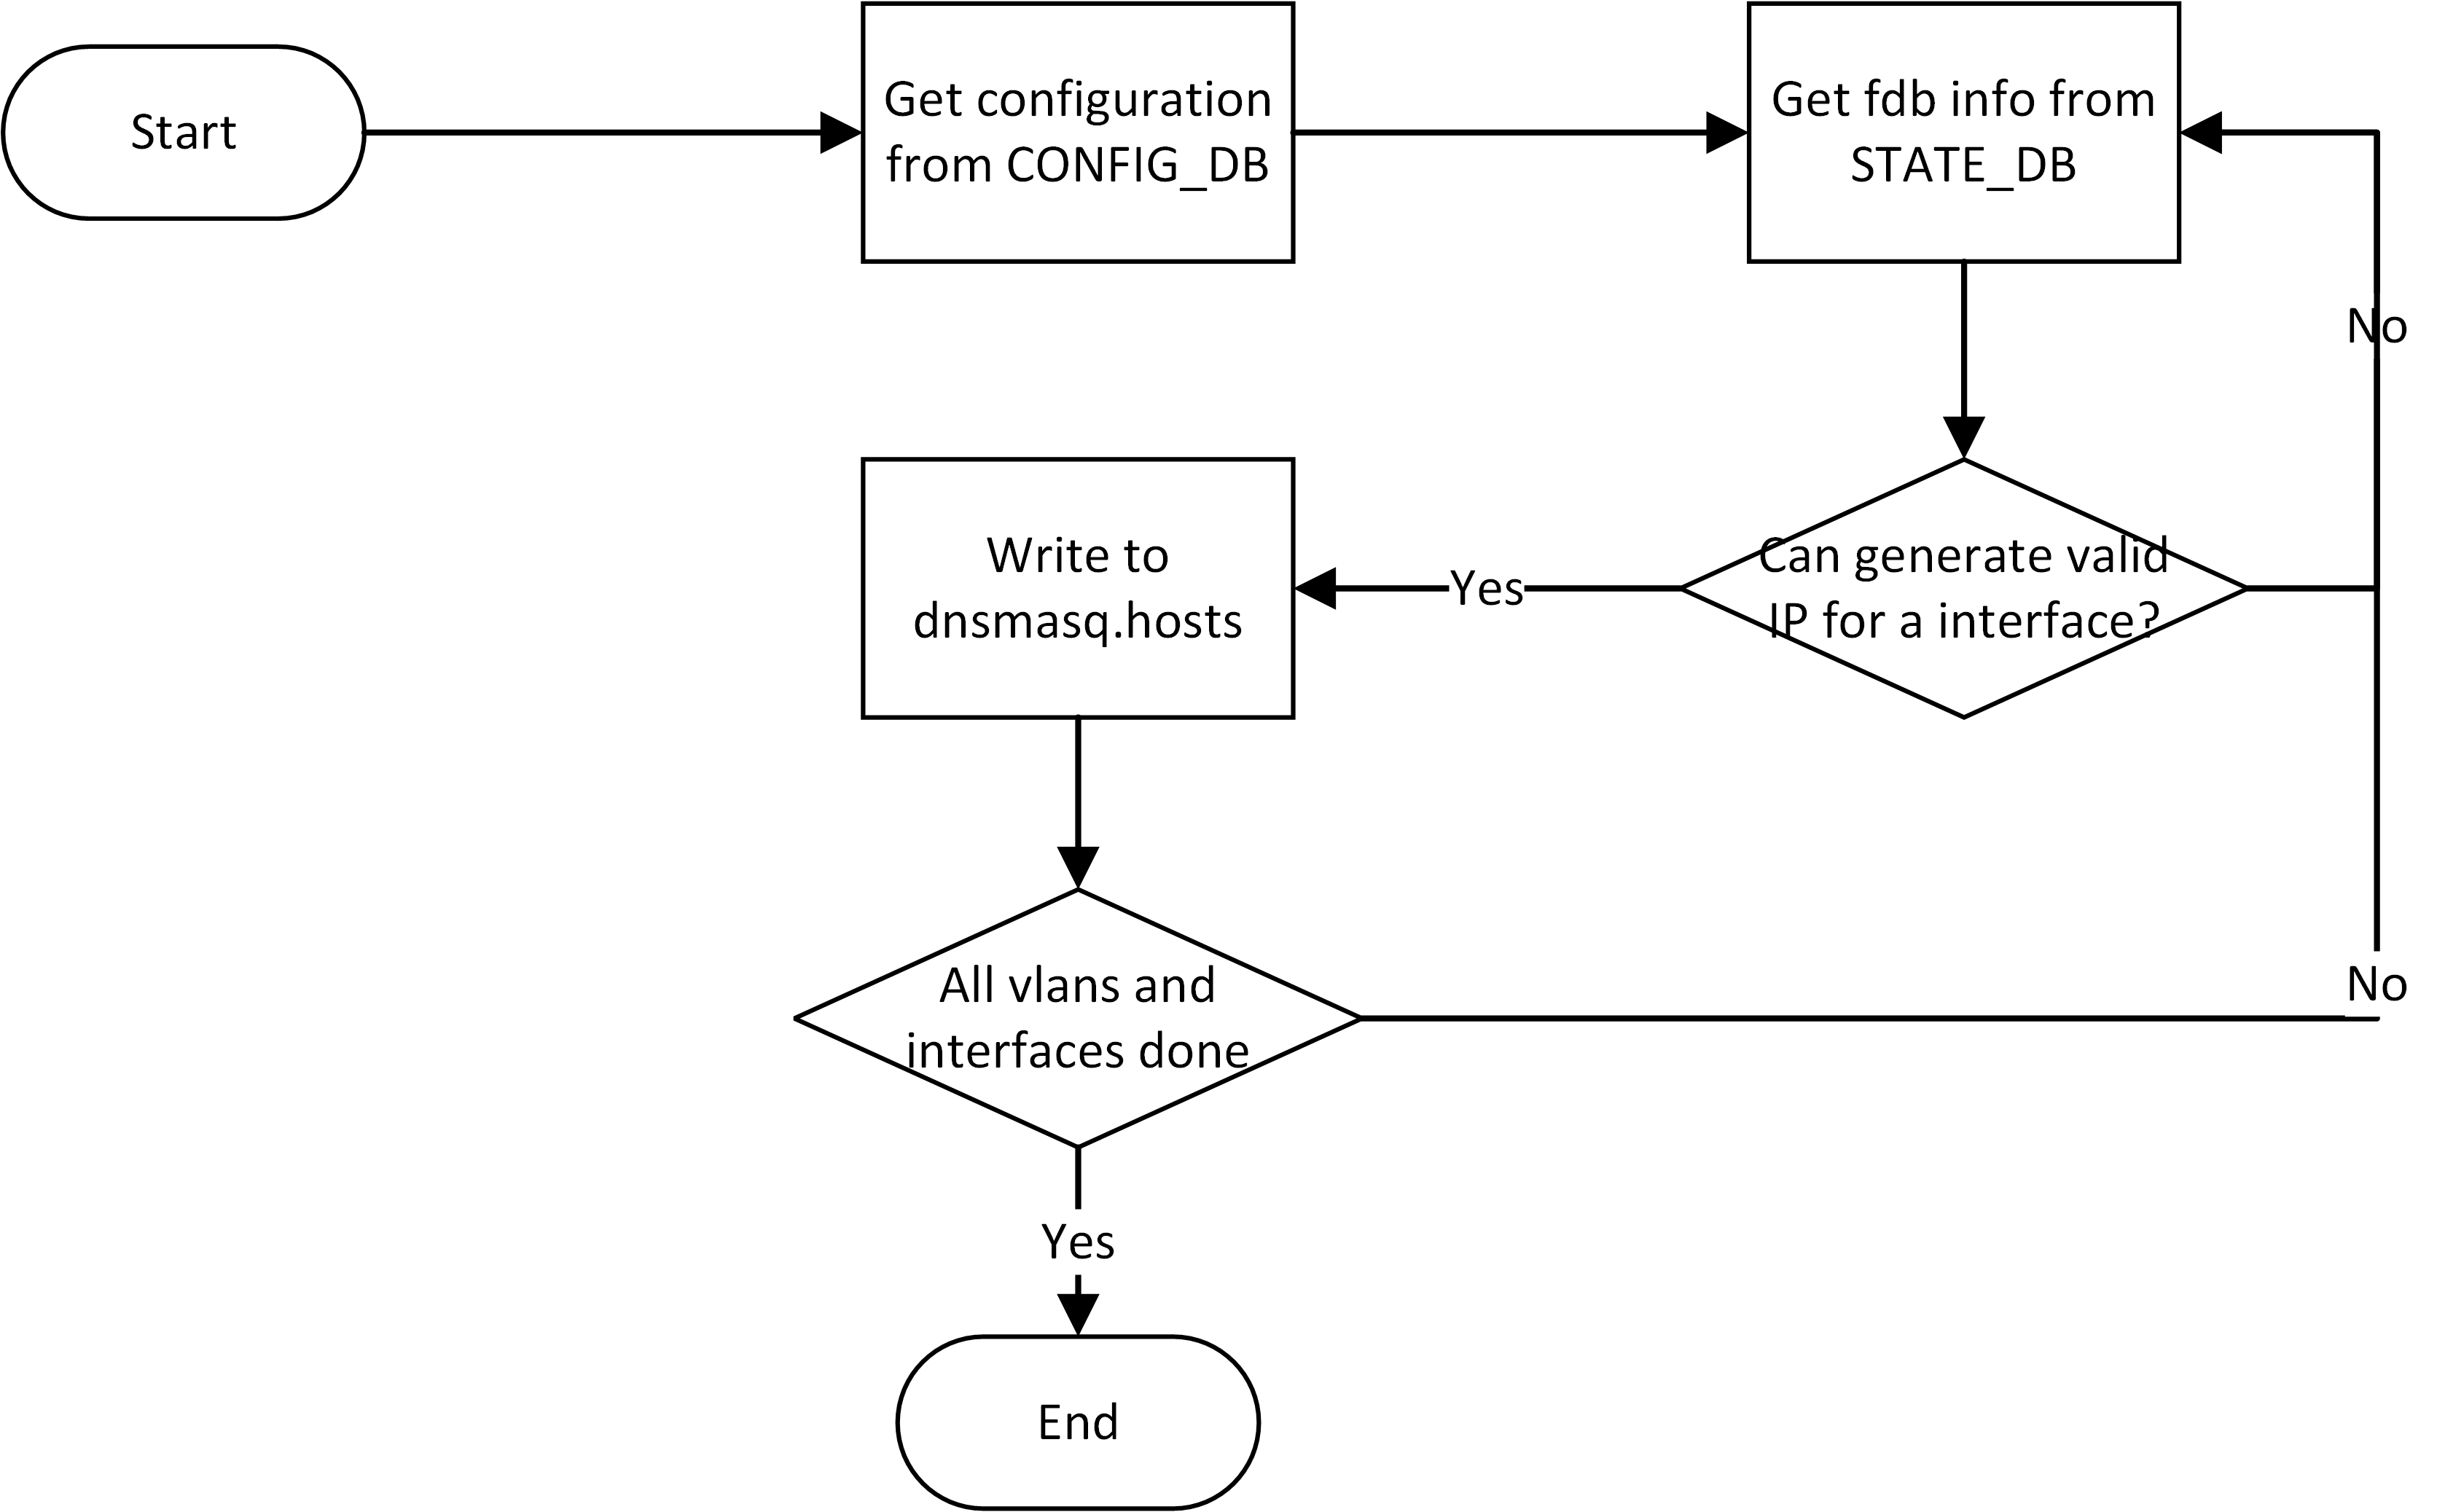 Start
Get configuration
from CONFIG_DB
Get fdb info from
STATE_DB
No
Can generate valid
IP for a interface?
Yes
Write to
dnsmasq.hosts
All vlans and
interfaces done
No
Yes
End